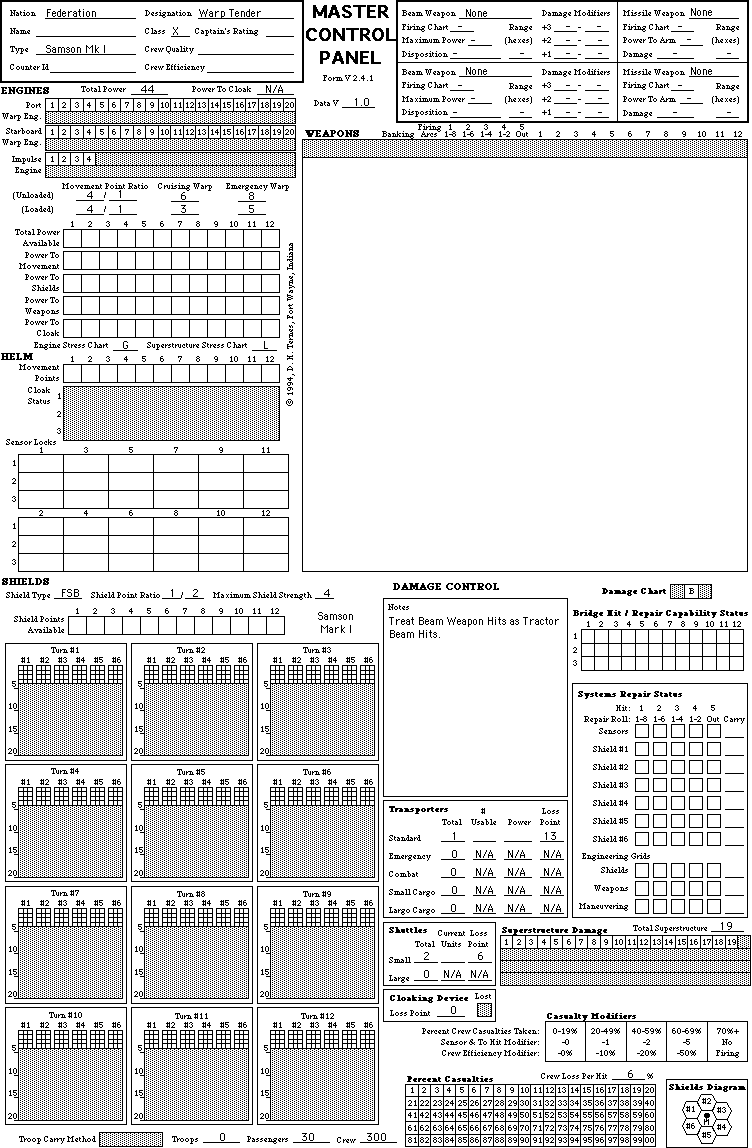 Nation Federation Designation Warp Tender
Name Class X Captain's Rating
Type Samson Mk I Crew Quality
Counter Id Crew Efficiency
MASTER
CONTROL
PANEL
Form V 2.4.1
Data V 1.0
Beam Weapon None Damage Modifiers
Firing Chart - Range +3 - - -
Maximum Power - (hexes) +2 - - -
Disposition - +1 - - -
Missile Weapon None
Firing Chart - Range
Power To Arm - (hexes)
Damage - -
Beam Weapon None Damage Modifiers
Firing Chart - Range +3 - - -
Maximum Power - (hexes) +2 - - -
Disposition - +1 - - -
Missile Weapon None
Firing Chart - Range
Power To Arm - (hexes)
Damage - -
ENGINES Total Power 44 Power To Cloak N/A
Port Warp Eng. 1 2 3 4 5 6 7 8 9 10 11 12 13 14 15 16 17 18 19 20
Starboard Warp Eng. 1 2 3 4 5 6 7 8 9 10 11 12 13 14 15 16 17 18 19 20
Impulse Engine 1 2 3 4
Movement Point Ratio Cruising Warp Emergency Warp
(Unloaded) 4 / 1 6 8
(Loaded) 4 / 1 3 5
1 2 3 4 5 6 7 8 9 10 11 12
Total Power Available
Power To Movement
Power To Shields
Power To Weapons
Power To Cloak
Engine Stress Chart G Superstructure Stress Chart L
© 1994, D. H. Ternes, Fort Wayne, Indiana
HELM
1 2 3 4 5 6 7 8 9 10 11 12
Movement Points
Cloak Status 1
2
3
Sensor Locks
1 3 5 7 9 11
1
2
3
2 4 6 8 10 12
1
2
3
WEAPONS Banking Firing Arcs 1 1-8 2 1-6 3 1-4 4 1-2 5 Out 1 2 3 4 5 6 7 8 9 10 11 12
SHIELDS
Shield Type FSB Shield Point Ratio 1 / 2 Maximum Shield Strength 4
1 2 3 4 5 6 7 8 9 10 11 12
Shield Points Available
Samson
Mark I
Turn #1 Turn #2 Turn #3
#1 #2 #3 #4 #5 #6 #1 #2 #3 #4 #5 #6 #1 #2 #3 #4 #5 #6
5 5 5
10 10 10
15 15 15
20 20 20
Turn #4 Turn #5 Turn #6
#1 #2 #3 #4 #5 #6 #1 #2 #3 #4 #5 #6 #1 #2 #3 #4 #5 #6
5 5 5
10 10 10
15 15 15
20 20 20
Turn #7 Turn #8 Turn #9
#1 #2 #3 #4 #5 #6 #1 #2 #3 #4 #5 #6 #1 #2 #3 #4 #5 #6
5 5 5
10 10 10
15 15 15
20 20 20
Turn #10 Turn #11 Turn #12
#1 #2 #3 #4 #5 #6 #1 #2 #3 #4 #5 #6 #1 #2 #3 #4 #5 #6
5 5 5
10 10 10
15 15 15
20 20 20
Troop Carry Method Troops 0 Passengers 30 Crew 300
DAMAGE CONTROL
Damage Chart B
Notes
Treat Beam Weapon Hits as Tractor
Beam Hits.
Bridge Hit / Repair Capability Status
1 2 3 4 5 6 7 8 9 10 11 12
1
2
3
Systems Repair Status
Hit: 1 2 3 4 5
Repair Roll: 1-8 1-6 1-4 1-2 Out Carry
Sensors
Shield #1
Shield #2
Shield #3
Shield #4
Shield #5
Shield #6
Engineering Grids
Shields
Weapons
Maneuvering
Transporters Total # Usable Power Loss Point
Standard 1 13
Emergency 0 N/A N/A N/A
Combat 0 N/A N/A N/A
Small Cargo 0 N/A N/A N/A
Large Cargo 0 N/A N/A N/A
Shuttles Total Current Units Loss Point
Small 2 6
Large 0 N/A N/A
Superstructure Damage Total Superstructure 19
1 2 3 4 5 6 7 8 9 10 11 12 13 14 15 16 17 18 19
Cloaking Device Lost
Loss Point 0
Casualty Modifiers
Percent Crew Casualties Taken: 0-19% 20-49% 40-59% 60-69% 70%+
Sensor & To Hit Modifier: -0 -1 -2 -5 No
Crew Efficiency Modifier: -0% -10% -20% -50% Firing
Crew Loss Per Hit 6 %
Percent Casualties
1 2 3 4 5 6 7 8 9 10 11 12 13 14 15 16 17 18 19 20
21 22 23 24 25 26 27 28 29 30 31 32 33 34 35 36 37 38 39 40
41 42 43 44 45 46 47 48 49 50 51 52 53 54 55 56 57 58 59 60
61 62 63 64 65 66 67 68 69 70 71 72 73 74 75 76 77 78 79 80
81 82 83 84 85 86 87 88 89 90 91 92 93 94 95 96 97 98 99 00
Shields Diagram
#2
#1 #3
M
#6 #4
#5